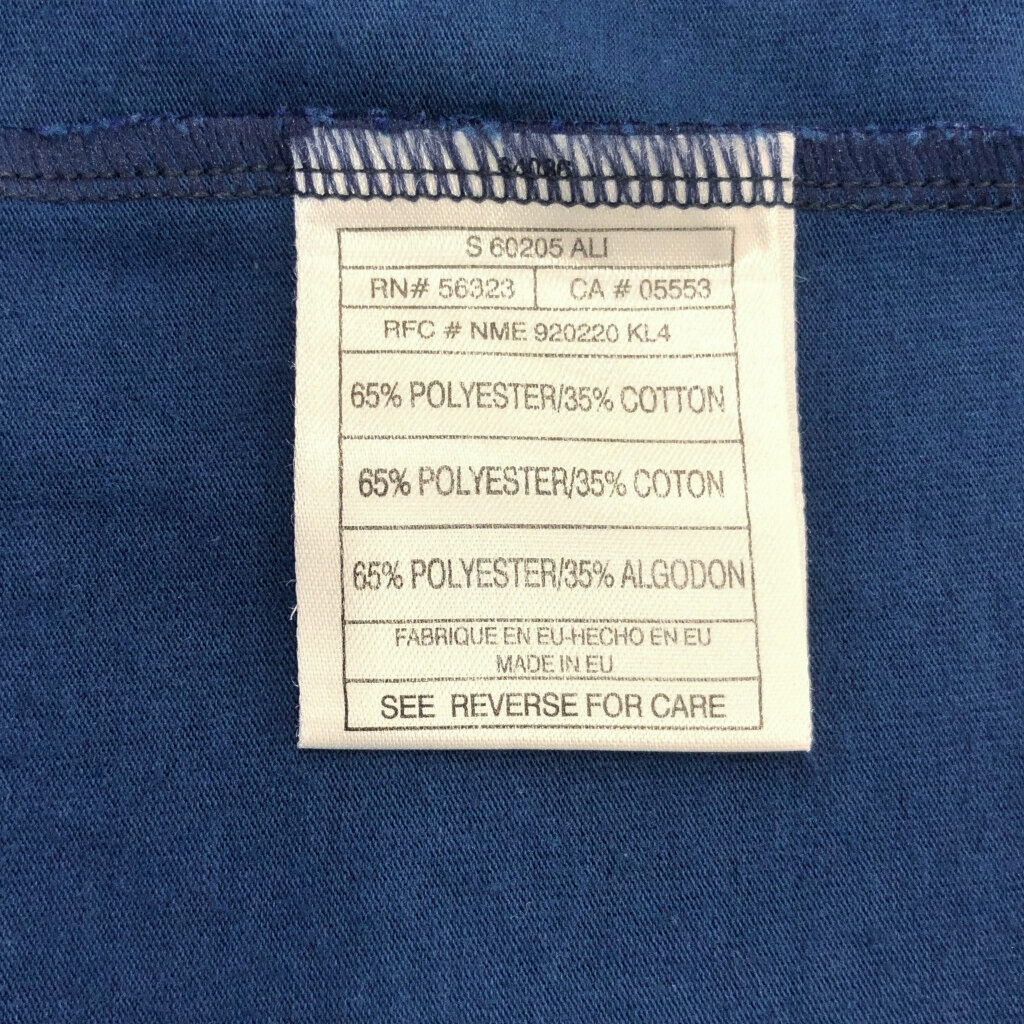 S 60205 ALI
RN# 56323 CA # 05553
RFC # NME 920220 KL4
65% POLYESTER/35% COTTON
65% POLYESTER/35% COTON
65% POLYESTER/35% ALGODON
FABRIQUE EN EU-HECHO EN EU
MADE IN EU
SEE REVERSE FOR CARE